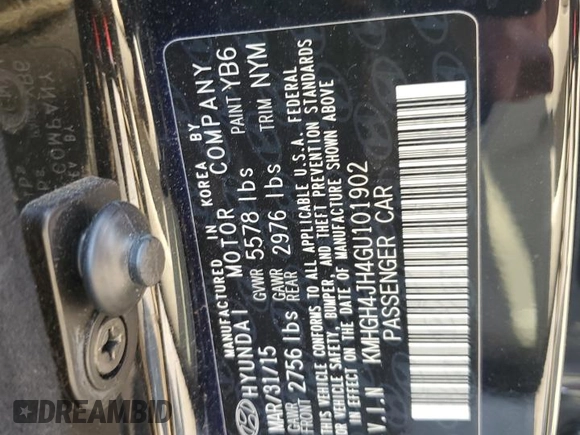 MANUFACTURED IN KOREA BY
HYUNDAI MOTOR COMPANY
MAR/31/15 GVWR 5578 lbs PAINT YB6
GAWR FRONT 2756 lbs GAWR REAR 2976 lbs TRIM NYM
THIS VEHICLE CONFORMS TO ALL APPLICABLE U.S.A. FEDERAL
MOTOR VEHICLE SAFETY, BUMPER, AND THEFT PREVENTION STANDARDS
IN EFFECT ON THE DATE OF MANUFACTURE SHOWN ABOVE
V.I.N KMHGH4JH4GU101902
PASSENGER CAR
DREAMBID